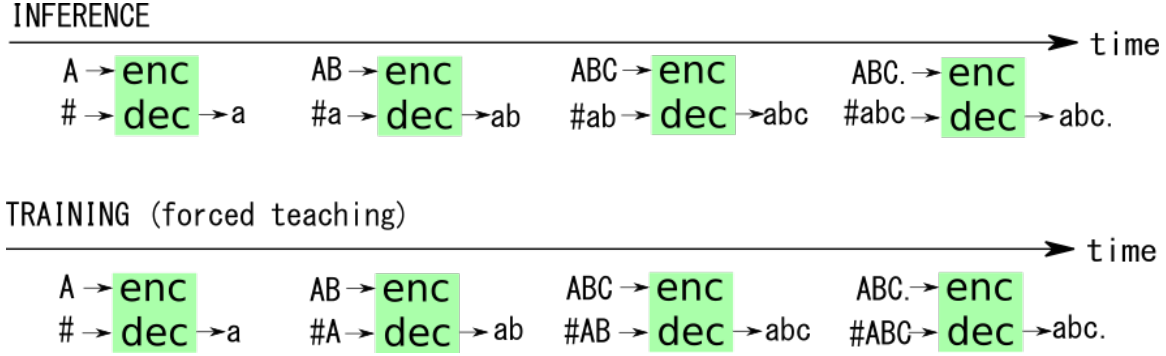 INFERENCE
time
A → enc AB → enc ABC → enc ABC. → enc
# → dec → a #a → dec → ab #ab → dec → abc #abc → dec → abc.
TRAINING (forced teaching)
time
A → enc AB → enc ABC → enc ABC. → enc
# → dec → a #A → dec → ab #AB → dec → abc #ABC → dec → abc.